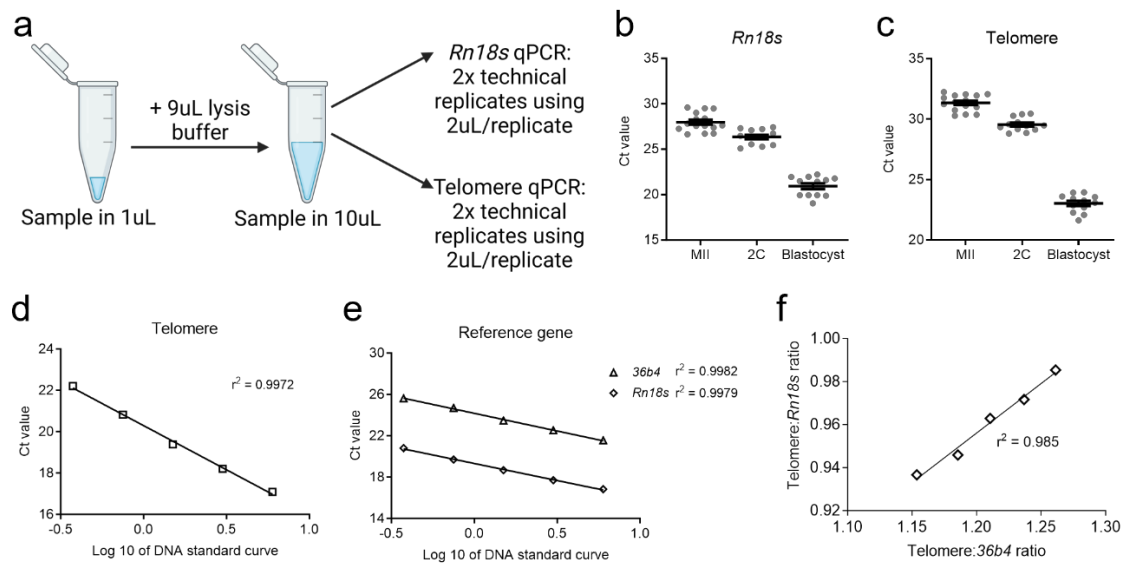 a
+ 9uL lysis
buffer
Sample in 1uL
Sample in 10uL
Rn18s qPCR:
2x technical
replicates using
2uL/replicate
Telomere qPCR:
2x technical
replicates using
2uL/replicate
b
Rn18s
Ct value
35
30
25
20
15
MII
2C
Blastocyst
c
Telomere
Ct value
35
30
25
20
MII
2C
Blastocyst
d
Telomere
r2 = 0.9972
Ct value
24
22
20
18
16
-0.5
0.0
0.5
1.0
Log 10 of DNA standard curve
e
Reference gene
36b4 r2 = 0.9982
Rn18s r2 = 0.9979
Ct value
30
26
22
18
14
-0.5
0.0
0.5
1.0
Log 10 of DNA standard curve
f
Telomere:Rn18s ratio
1.00
0.98
0.96
0.94
0.92
r2 = 0.985
1.10
1.15
1.20
1.25
1.30
Telomere:36b4 ratio